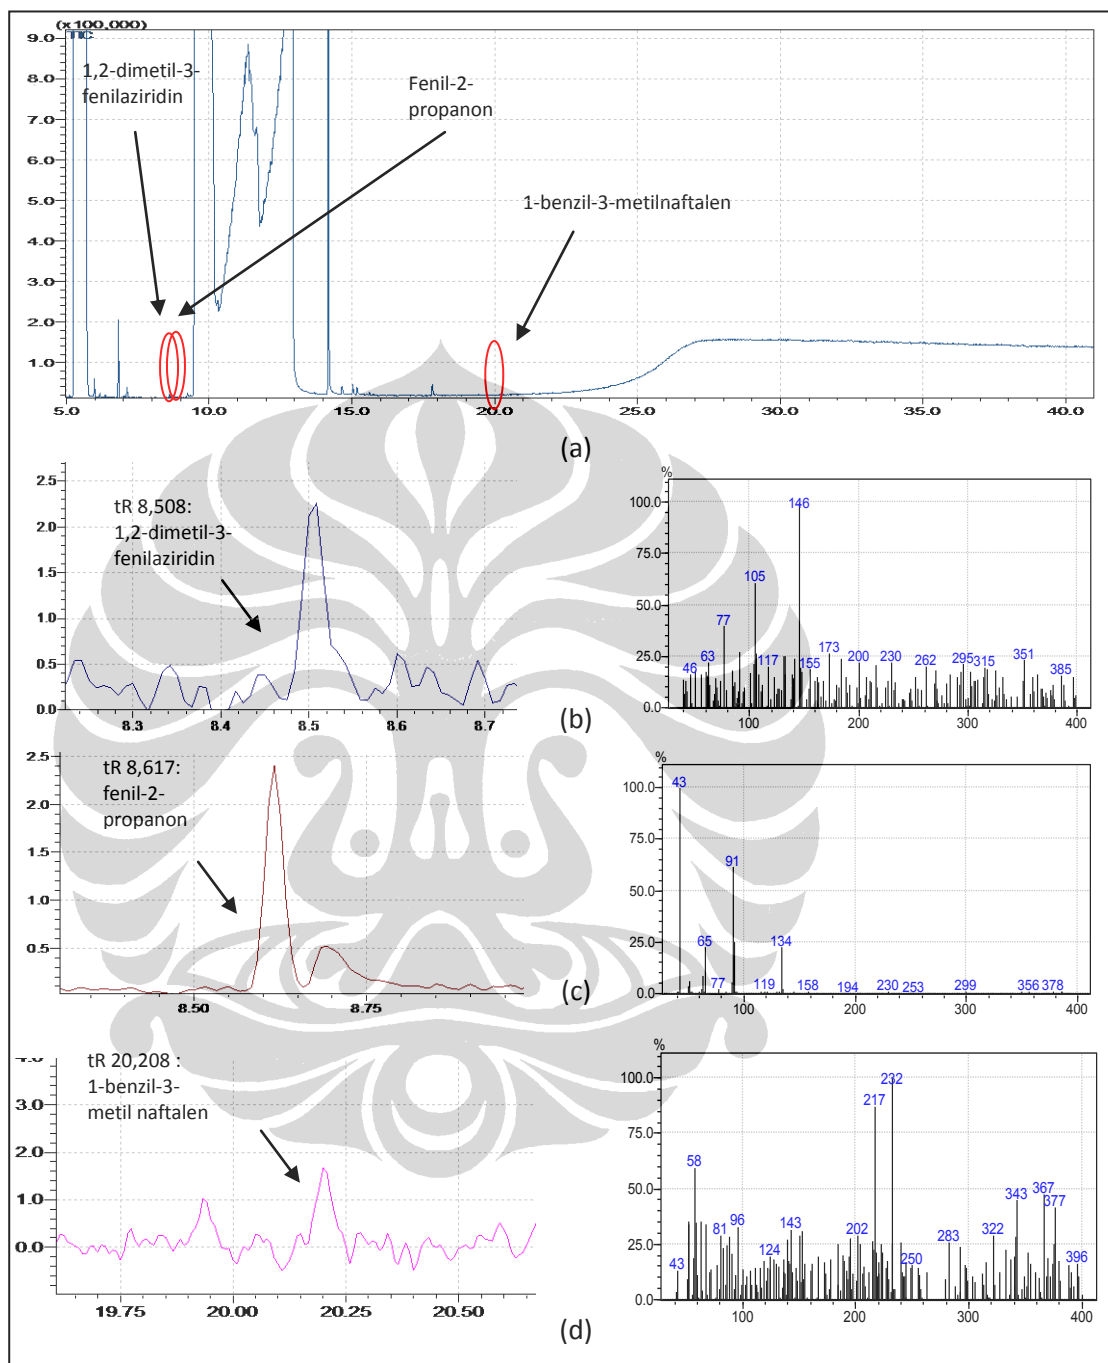 (x100,000)
TIC
9.0
8.0
7.0
6.0
5.0
4.0
3.0
2.0
1.0
1,2-dimetil-3-
fenilaziridin
Fenil-2-
propanon
1-benzil-3-metilnaftalen
5.0 10.0 15.0 20.0 25.0 30.0 35.0 40.0
(a)
2.5
2.0
1.5
1.0
0.5
0.0
tR 8,508:
1,2-dimetil-3-
fenilaziridin
8.3 8.4 8.5 8.6 8.7
%
100.0
75.0
50.0
25.0
0.0
146
105
77
46 63 117 155 173 200 230 262 295 315 351 385
100 200 300 400
(b)
2.5
2.0
1.5
1.0
0.5
tR 8,617:
fenil-2-
propanon
8.50 8.75
%
100.0
75.0
50.0
25.0
0.0
43
91
65 134
77 119 158 194 230 253 299 356 378
100 200 300 400
(c)
4.0
3.0
2.0
1.0
0.0
tR 20,208 :
1-benzil-3-
metil naftalen
19.75 20.00 20.25 20.50
%
100.0
75.0
50.0
25.0
0.0
232
217
58
367
343 377
96 143
81 202 322
283
124 250
43 396
100 200 300 400
(d)